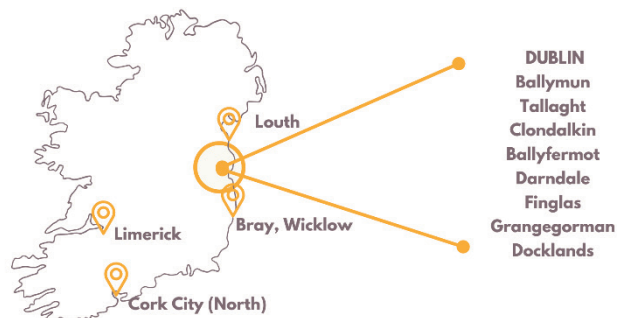 Louth
Bray, Wicklow
Limerick
Cork City (North)
DUBLIN
Ballymun
Tallaght
Clondalkin
Ballyfermot
Darndale
Finglas
Grangegorman
Docklands